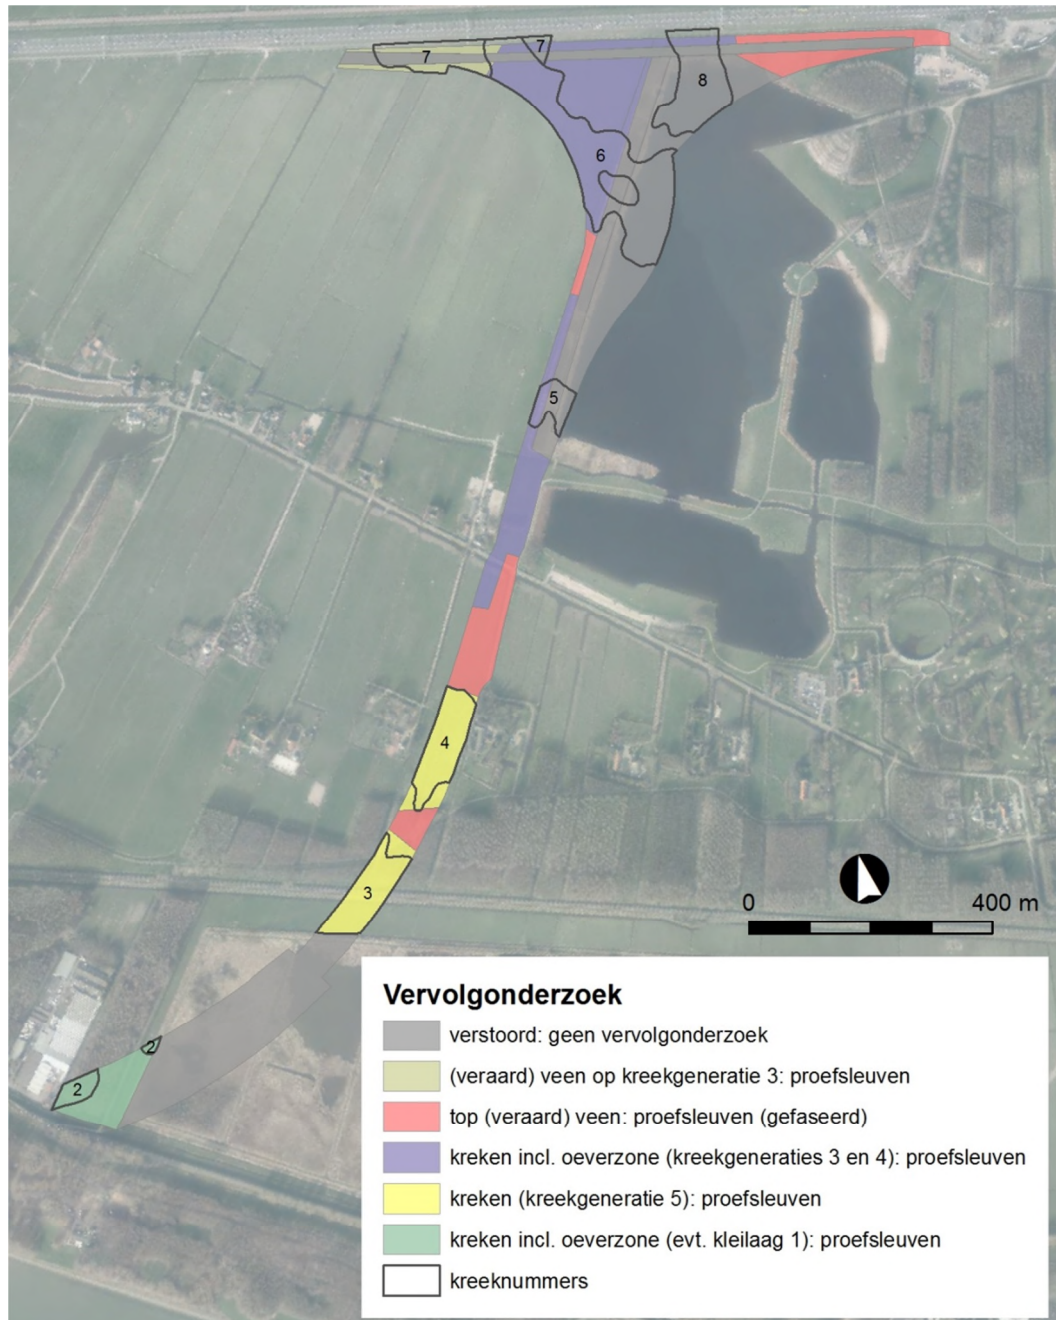 7
7
8
6
5
4
3
0 400 m
2
2
Vervolgonderzoek
verstoord: geen vervolgonderzoek
(veraard) veen op kreekgeneratie 3: proefsleuven
top (veraard) veen: proefsleuven (gefaseerd)
kreken incl. oeverzone (kreekgeneraties 3 en 4): proefsleuven
kreken (kreekgeneratie 5): proefsleuven
kreken incl. oeverzone (evt. kleilaag 1): proefsleuven
kreeknummers